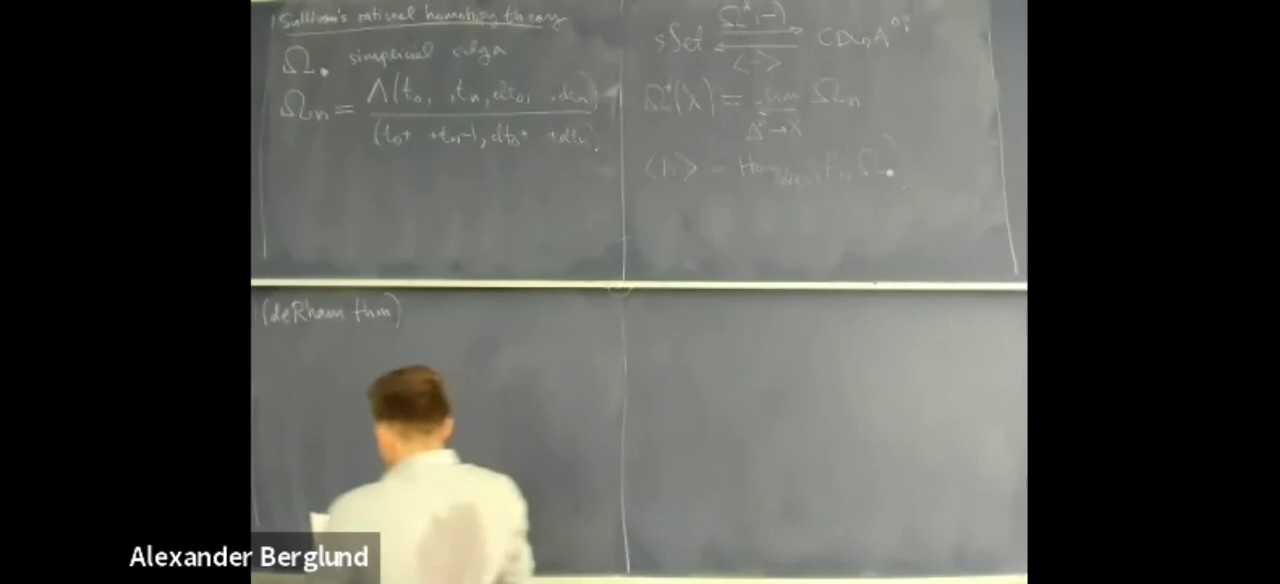 Sullivan's rational homotopy theory
Ω• simplicial cdga
Ωn = Λ(t0, , tn, dt0, , dtn)
(t0+ +tn-1, dt0+ +dtn)
sSet Ω*(-) CDGA^op
< - >
Ω*(X) = lim Ωn
Δ^n → X
= Hom
(deRham thm)
Alexander Berglund